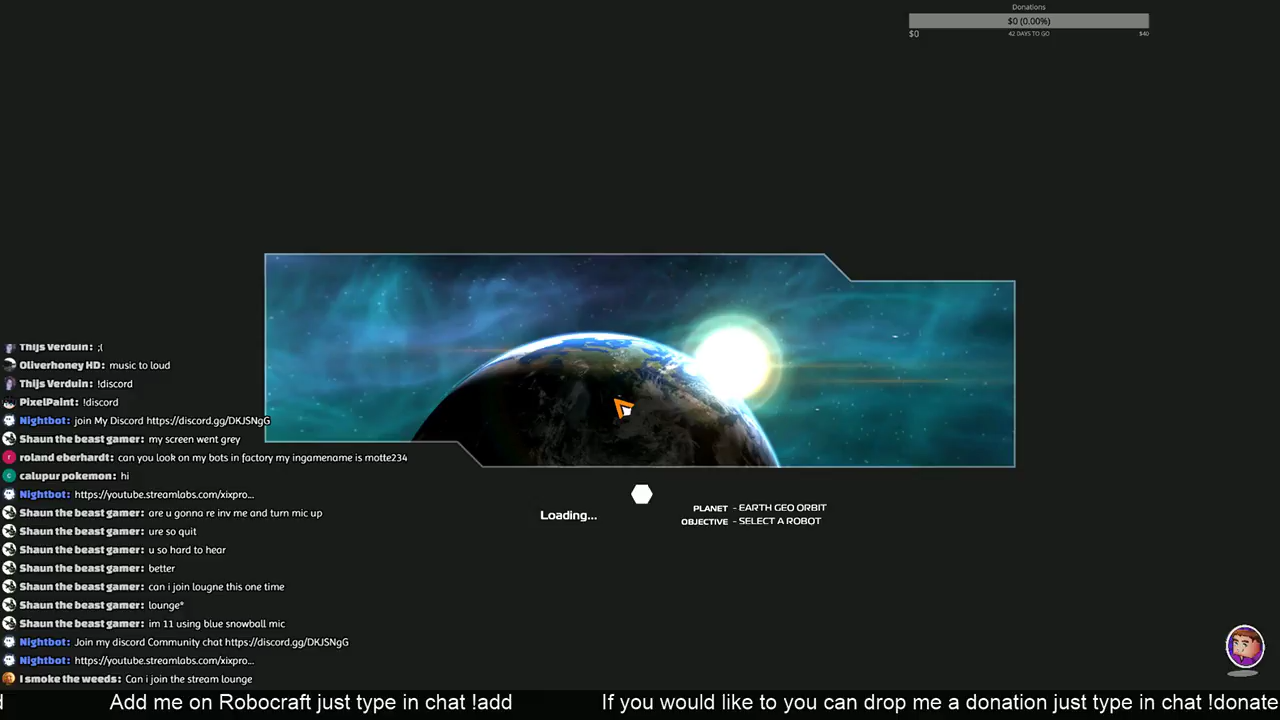 Donations
$0 (0.00%)
$0
42 DAYS TO GO
$40
Thijs Verduin: ;(
Oliverhoney HD: music to loud
Thijs Verduin: !discord
PixelPaint: !discord
Nightbot: join My Discord https://discord.gg/DKJSNgG
Shaun the beast gamer: my screen went grey
roland eberhardt: can you look on my bots in factory my ingamename is motte234
calupur pokemon: hi
Nightbot: https://youtube.streamlabs.com/xixpro...
Shaun the beast gamer: are u gonna re inv me and turn mic up
Shaun the beast gamer: ure so quit
Shaun the beast gamer: u so hard to hear
Shaun the beast gamer: better
Shaun the beast gamer: can i join lougne this one time
Shaun the beast gamer: lounge*
Shaun the beast gamer: im 11 using blue snowball mic
Nightbot: Join my discord Community chat https://discord.gg/DKJSNgG
Nightbot: https://youtube.streamlabs.com/xixpro...
I smoke the weeds: Can i join the stream lounge
Loading...
PLANET - EARTH GEO ORBIT
OBJECTIVE - SELECT A ROBOT
d Add me on Robocraft just type in chat !add If you would like to you can drop me a donation just type in chat !donate